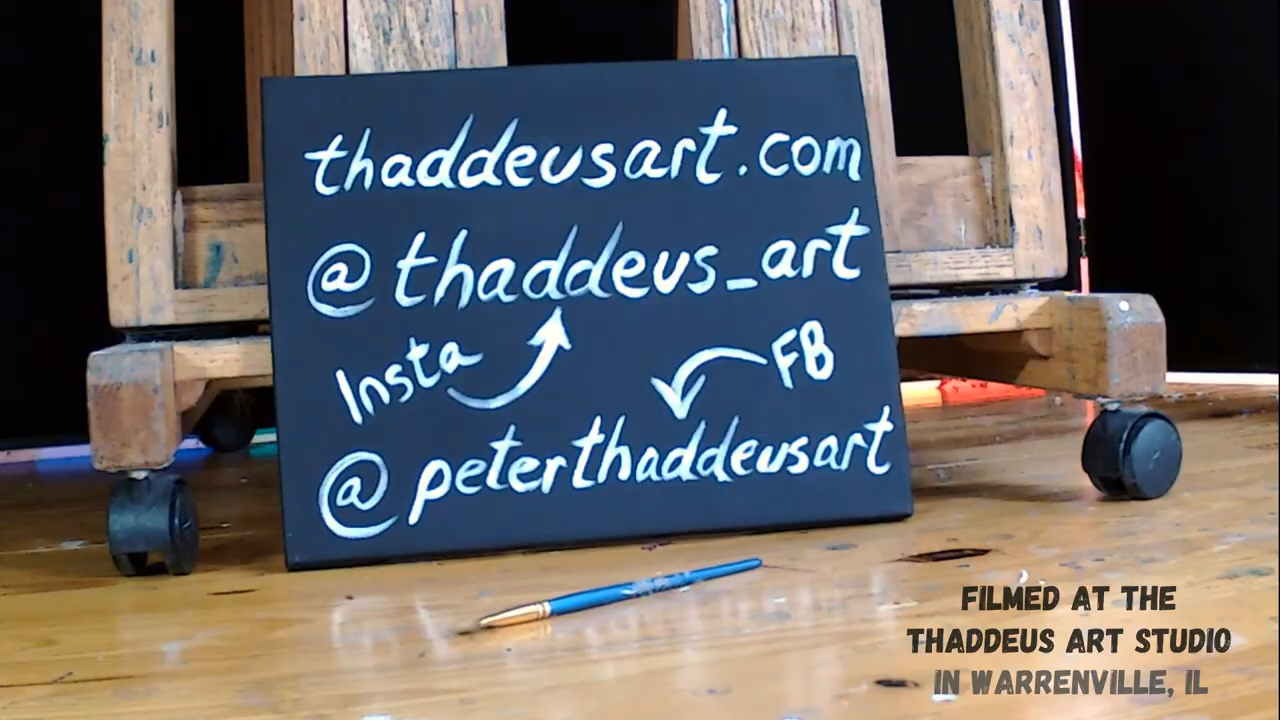 thaddeusart.com
@thaddeus_art
Insta
FB
@peterthaddeusart
FILMED AT THE
THADDEUS ART STUDIO
IN WARRENVILLE, IL